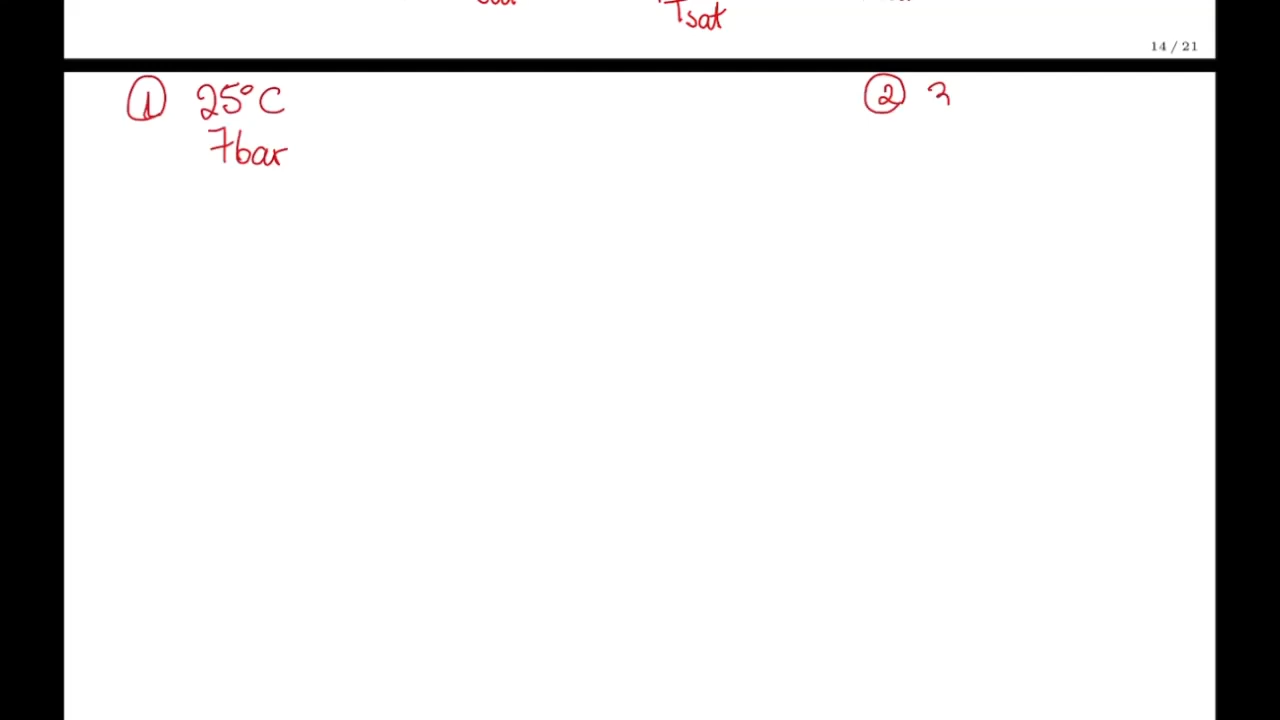 Tsat
14 / 21
① 25°C ② 3
7bar